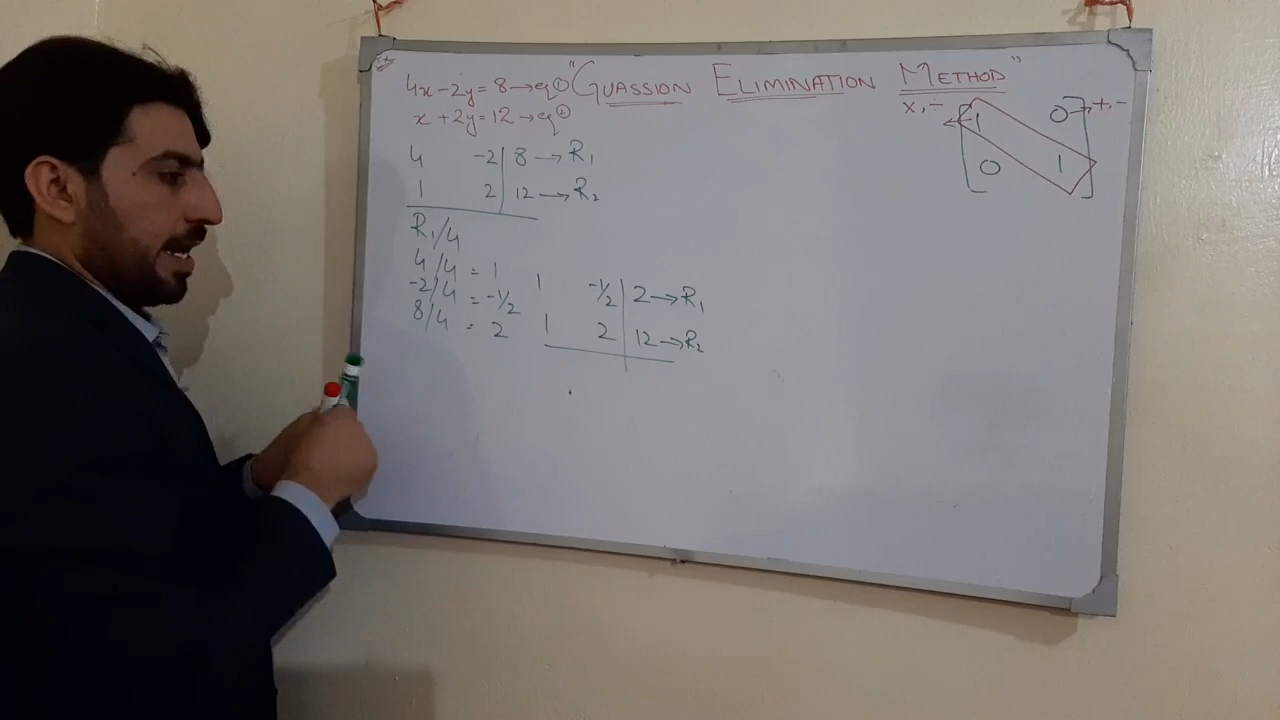 Ex
"GUASSION ELIMINATION METHOD"
4x-2y=8→eq①
x+2y=12→eq②
4 -2 | 8 → R₁
1 2 | 12 → R₂
R₁/4
4/4 = 1
-2/4 = -1/2
8/4 = 2
1 -1/2 | 2 → R₁
1 2 | 12 → R₂
x, ÷ ← 1 0 → +, -
0 1